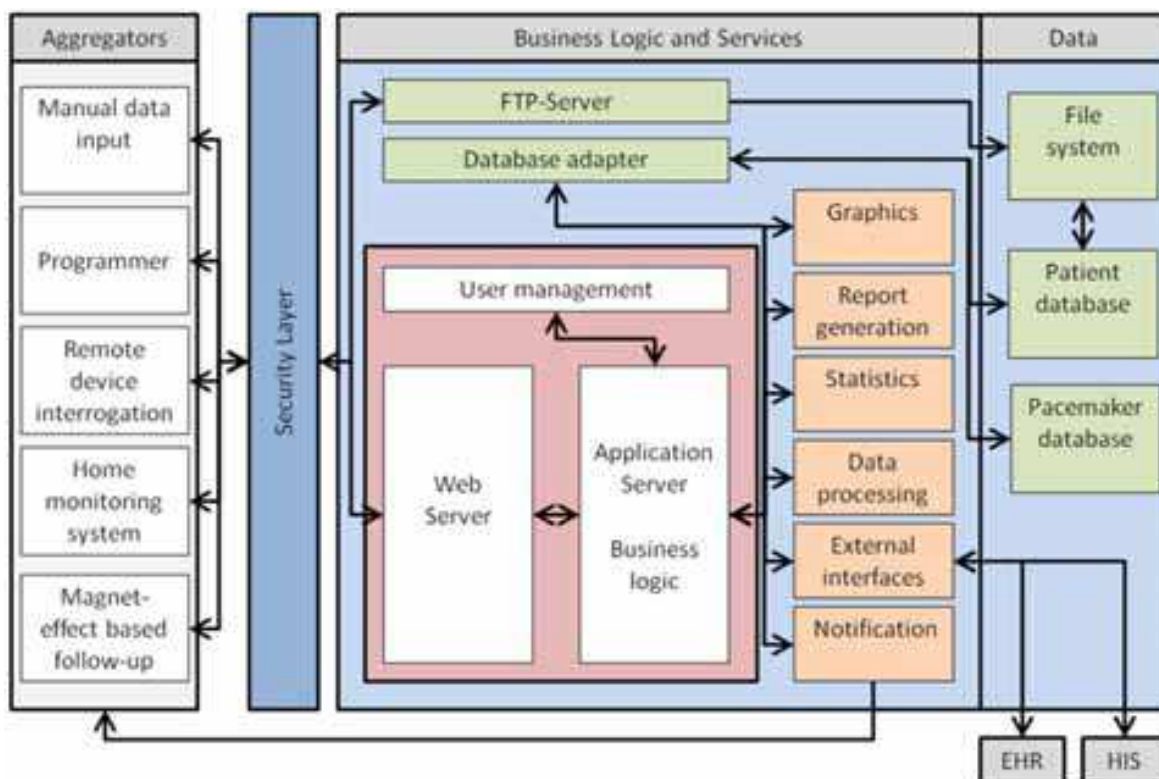 Aggregators
Manual data
input
Programmer
Remote
device
interrogation
Home
monitoring
system
Magnet-
effect based
follow-up
Security Layer
Business Logic and Services
FTP-Server
Database adapter
User management
Web
Server
Application
Server
Business
logic
Graphics
Report
generation
Statistics
Data
processing
External
interfaces
Notification
Data
File
system
Patient
database
Pacemaker
database
EHR
HIS